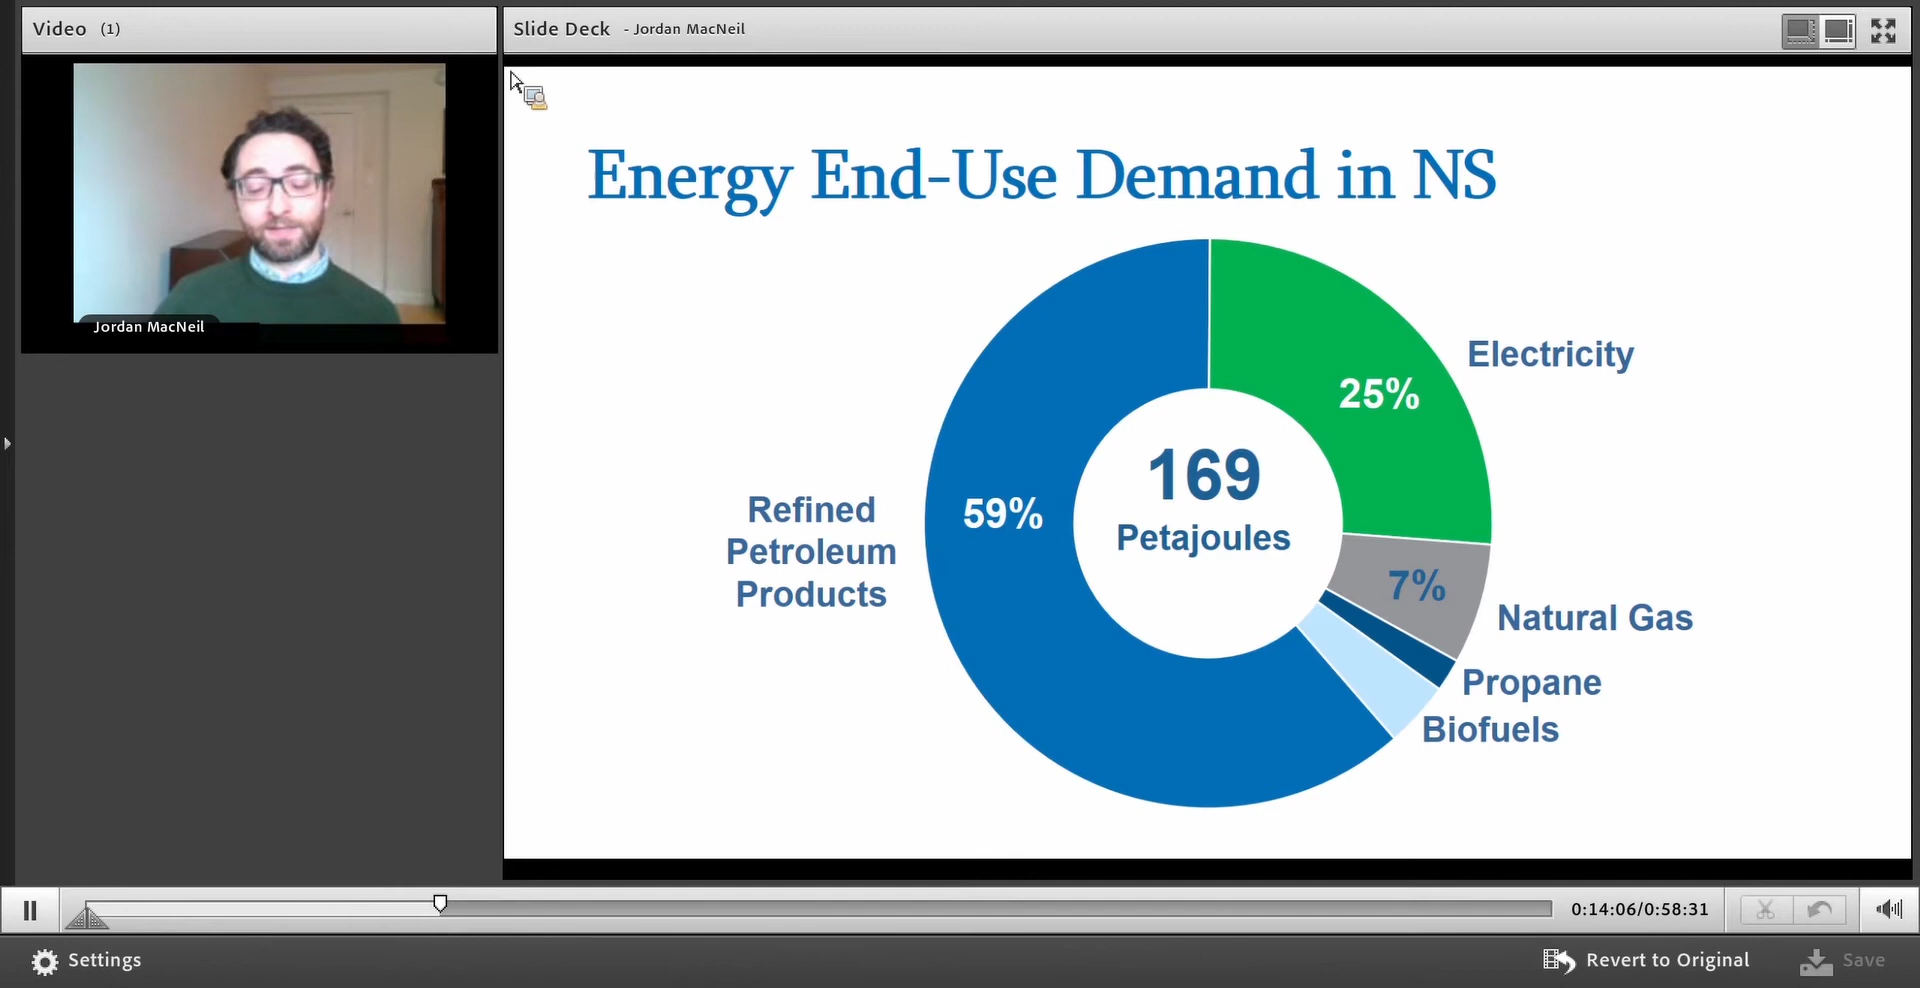 Video (1)
Slide Deck - Jordan MacNeil
Jordan MacNeil
Energy End-Use Demand in NS
Electricity
25%
169
Petajoules
59%
Refined
Petroleum
Products
7%
Natural Gas
Propane
Biofuels
0:14:06/0:58:31
Settings
Revert to Original
Save